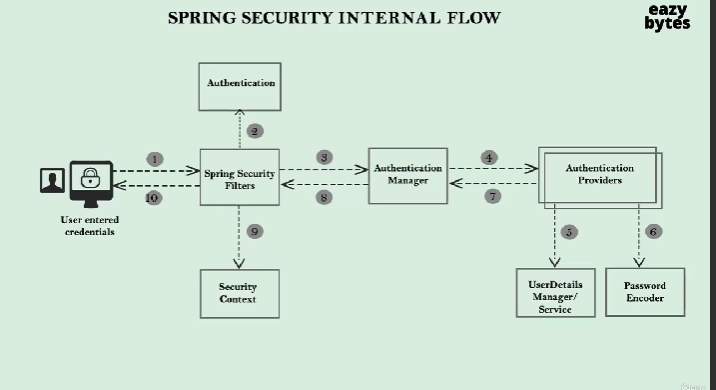 SPRING SECURITY INTERNAL FLOW
eazy
bytes
Authentication
2
1
3
4
Spring Security
Filters
Authentication
Manager
Authentication
Providers
10
8
7
User entered
credentials
9
5
6
Security
Context
UserDetails
Manager/
Service
Password
Encoder